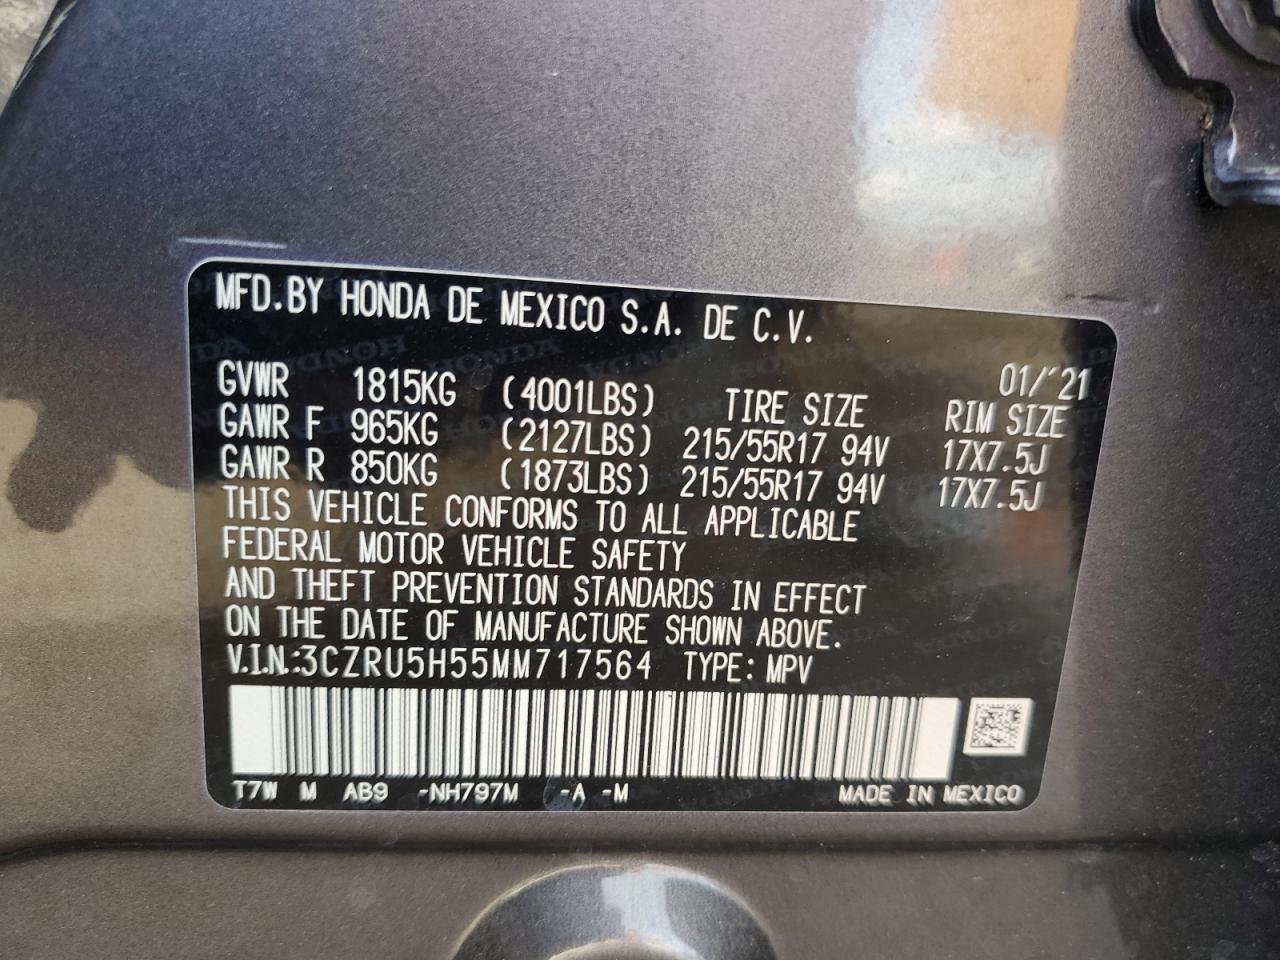 MFD.BY HONDA DE MEXICO S.A. DE C.V.
01/'21
GVWR 1815KG (4001LBS) TIRE SIZE RIM SIZE
GAWR F 965KG (2127LBS) 215/55R17 94V 17X7.5J
GAWR R 850KG (1873LBS) 215/55R17 94V 17X7.5J
THIS VEHICLE CONFORMS TO ALL APPLICABLE
FEDERAL MOTOR VEHICLE SAFETY
AND THEFT PREVENTION STANDARDS IN EFFECT
ON THE DATE OF MANUFACTURE SHOWN ABOVE.
V.I.N.:3CZRU5H55MM717564 TYPE: MPV
T7W M AB9 -NH797M -A -M MADE IN MEXICO